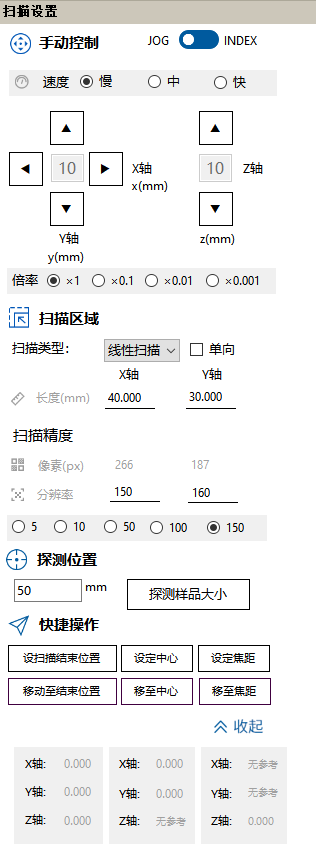 扫描设置
手动控制 JOG INDEX
速度 慢 中 快
10 X轴 10 Z轴
x(mm)
Y轴 z(mm)
y(mm)
倍率 ×1 ×0.1 ×0.01 ×0.001
扫描区域
扫描类型: 线性扫描 单向
X轴 Y轴
长度(mm) 40.000 30.000
扫描精度
像素(px) 266 187
分辨率 150 160
5 10 50 100 150
探测位置
50 mm 探测样品大小
快捷操作
设扫描结束位置 设定中心 设定焦距
移动至结束位置 移至中心 移至焦距
收起
X轴: 0.000 X轴: 0.000 X轴: 无参考
Y轴: 0.000 Y轴: 0.000 Y轴: 无参考
Z轴: 0.000 Z轴: 无参考 Z轴: 0.000